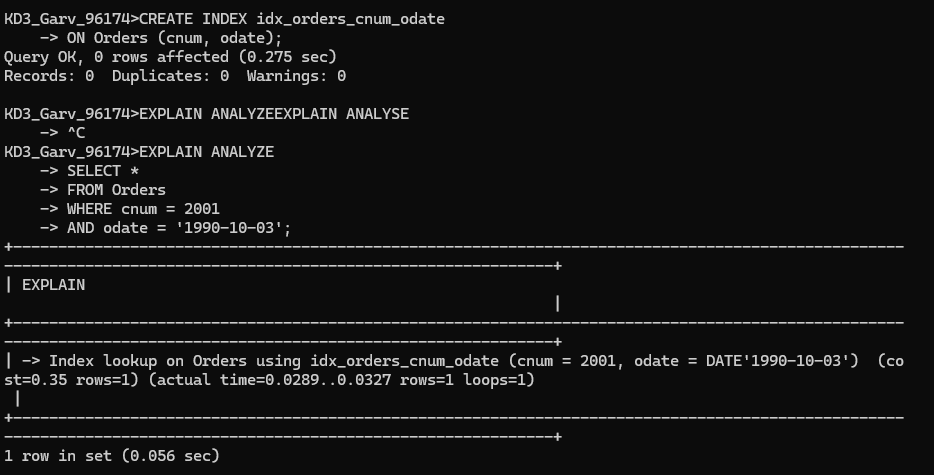 KD3_Garv_96174>CREATE INDEX idx_orders_cnum_odate
    -> ON Orders (cnum, odate);
Query OK, 0 rows affected (0.275 sec)
Records: 0  Duplicates: 0  Warnings: 0

KD3_Garv_96174>EXPLAIN ANALYZEEXPLAIN ANALYSE
    -> ^C
KD3_Garv_96174>EXPLAIN ANALYZE
    -> SELECT *
    -> FROM Orders
    -> WHERE cnum = 2001
    -> AND odate = '1990-10-03';
+---------------------------------------------------------------------------------------------------
-------------------------------------------------------------+
| EXPLAIN
                                                             |
+---------------------------------------------------------------------------------------------------
-------------------------------------------------------------+
| -> Index lookup on Orders using idx_orders_cnum_odate (cnum = 2001, odate = DATE'1990-10-03')  (co
st=0.35 rows=1) (actual time=0.0289..0.0327 rows=1 loops=1)
 |
+---------------------------------------------------------------------------------------------------
-------------------------------------------------------------+
1 row in set (0.056 sec)